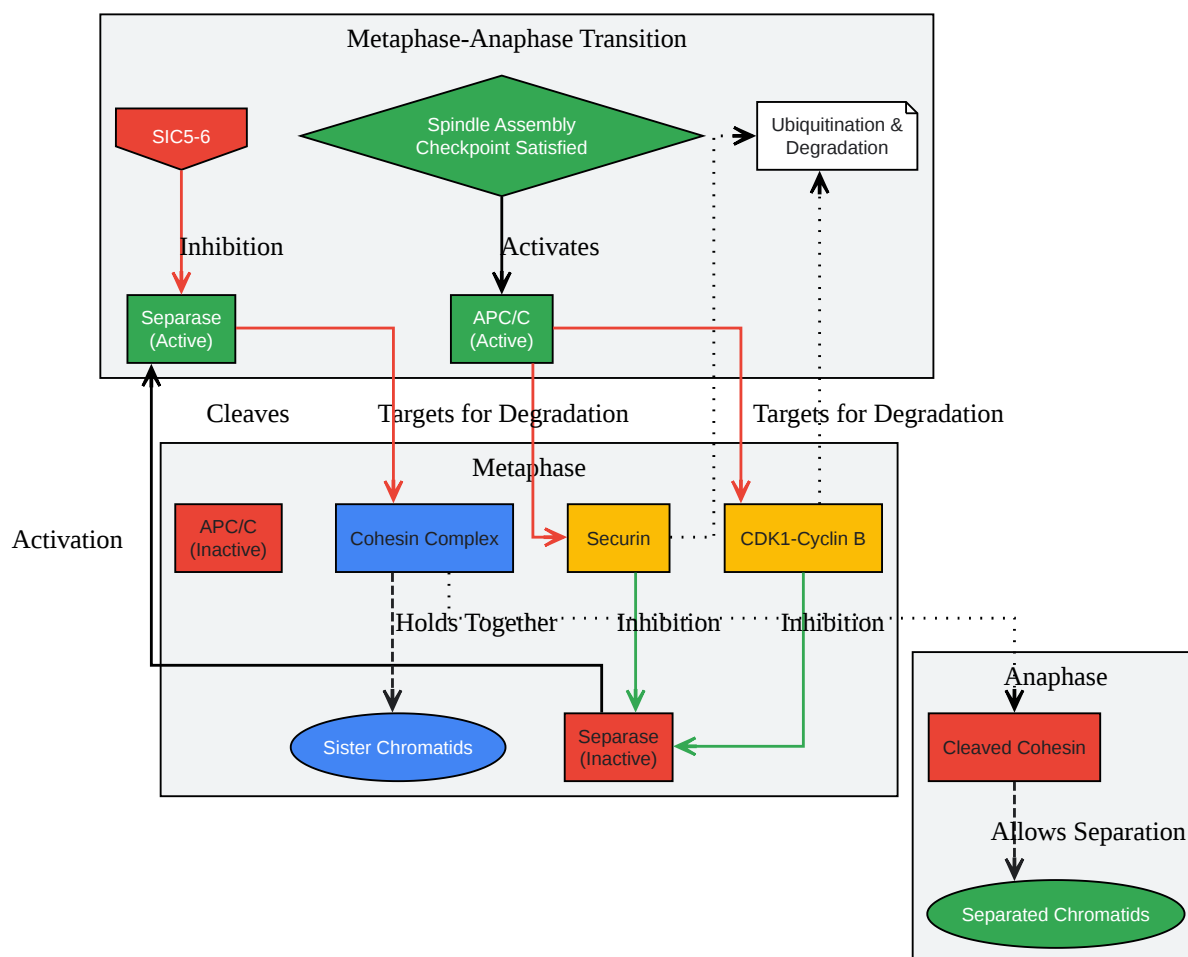 Metaphase-Anaphase Transition
SIC5-6
Spindle Assembly
Checkpoint Satisfied
Ubiquitination &
Degradation
Inhibition
Activates
Separase
(Active)
APC/C
(Active)
Cleaves
Targets for Degradation
Targets for Degradation
Metaphase
Activation
APC/C
(Inactive)
Cohesin Complex
Securin
CDK1-Cyclin B
Holds Together
Inhibition
Inhibition
Anaphase
Sister Chromatids
Separase
(Inactive)
Cleaved Cohesin
Allows Separation
Separated Chromatids